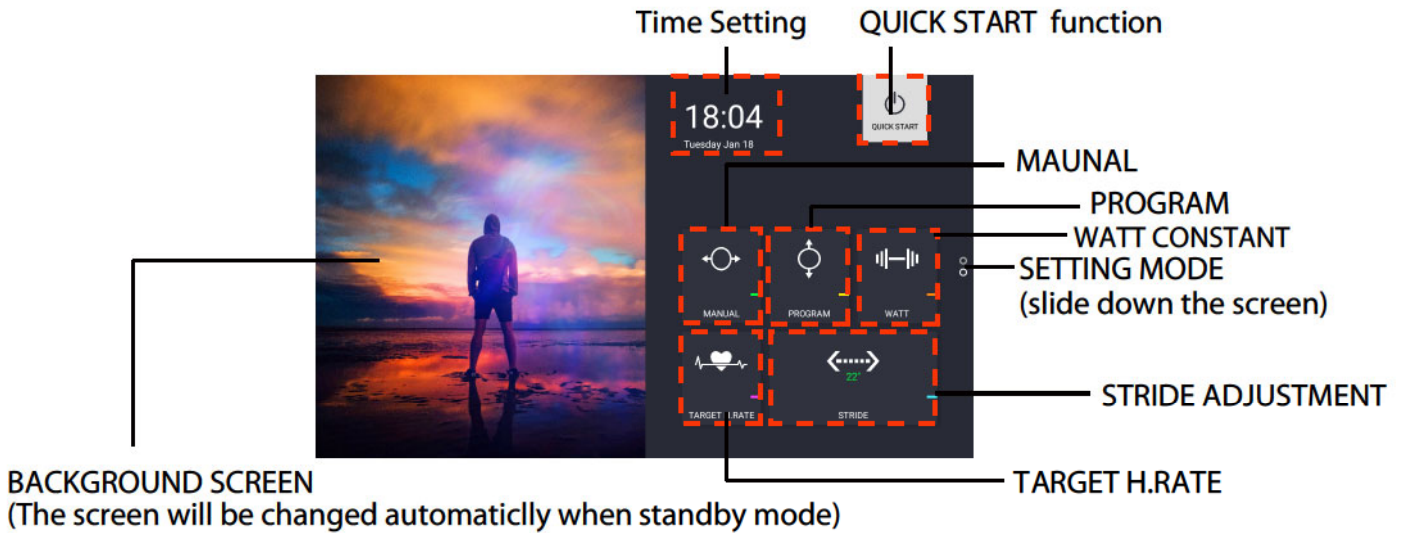 Time Setting
QUICK START function
18:04
Tuesday Jan 18
QUICK START
MAUNAL
PROGRAM
WATT CONSTANT
SETTING MODE
(slide down the screen)
MANUAL
PROGRAM
WATT
22"
TARGET H.RATE
STRIDE
STRIDE ADJUSTMENT
TARGET H.RATE
BACKGROUND SCREEN
(The screen will be changed automaticlly when standby mode)